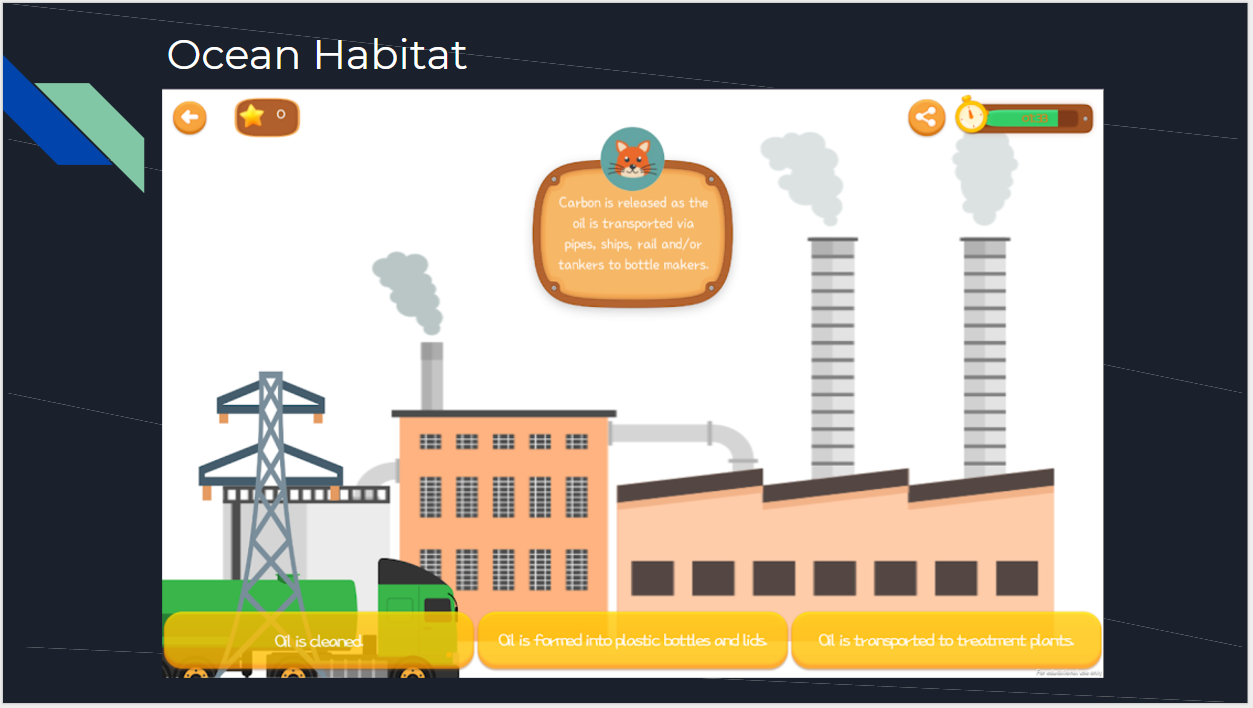 Ocean Habitat
0
Carbon is released as the
oil is transported via
pipes, ships, rail and/or
tankers to bottle makers.
Oil is cleaned.
Oil is formed into plastic bottles and lids.
Oil is transported to treatment plants.